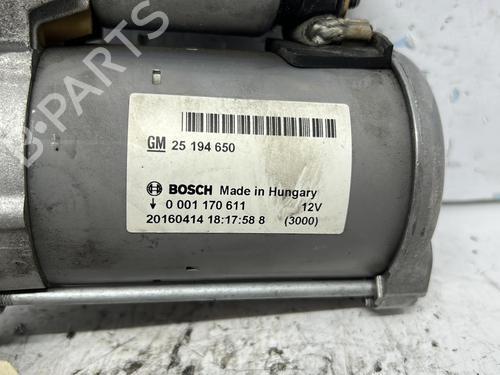 GM 25 194 650
BOSCH Made in Hungary
0 001 170 611 12V
20160414 18:17:58 8 (3000)
B-PARTS